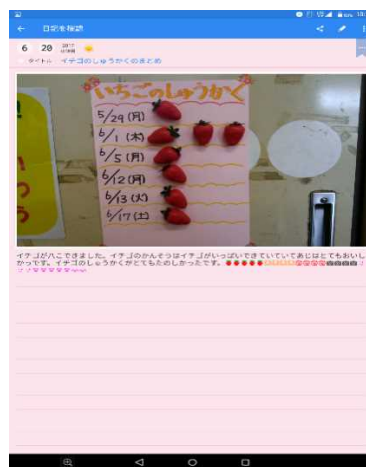 日記を確認
6 20 2017
タイトル イチゴのしゅうかくのまとめ
いちごのしゅうかく
5/29(月)
6/1(木)
6/5(月)
6/12(月)
6/13(火)
6/17(土)
イチゴが八こできました。イチゴのかんそうはイチゴがいっぱいできていてあじはとてもおいし
かっです。イチゴのしゅうかくがとてもたのしかったです。